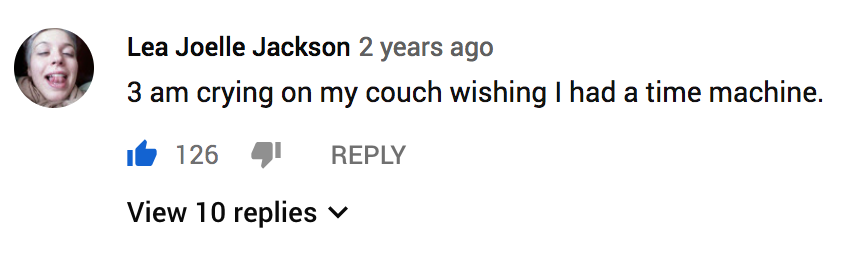 Lea Joelle Jackson 2 years ago
3 am crying on my couch wishing I had a time machine.
126 REPLY
View 10 replies